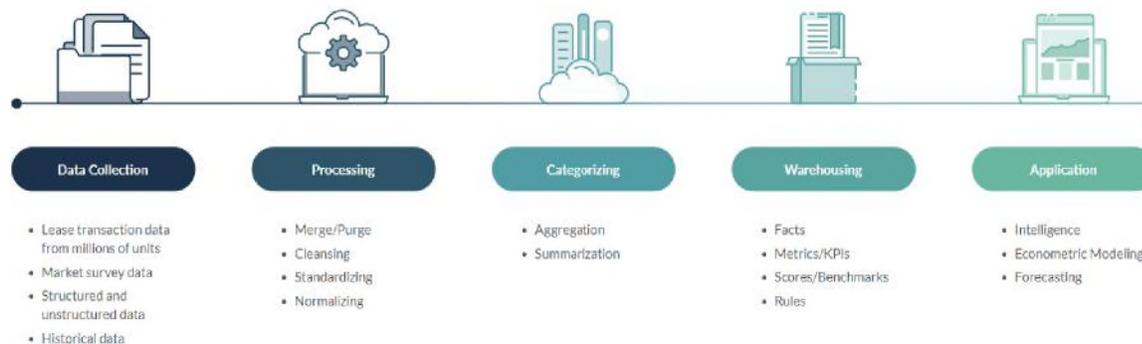 Data Collection
Processing
Categorizing
Warehousing
Application
Lease transaction data
from millions of units
Market survey data
Structured and
unstructured data
Historical data
Merge/Purge
Cleansing
Standardizing
Normalizing
Aggregation
Summarization
Facts
Metrics/KPIs
Scores/Benchmarks
Rules
Intelligence
Econometric Modeling
Forecasting